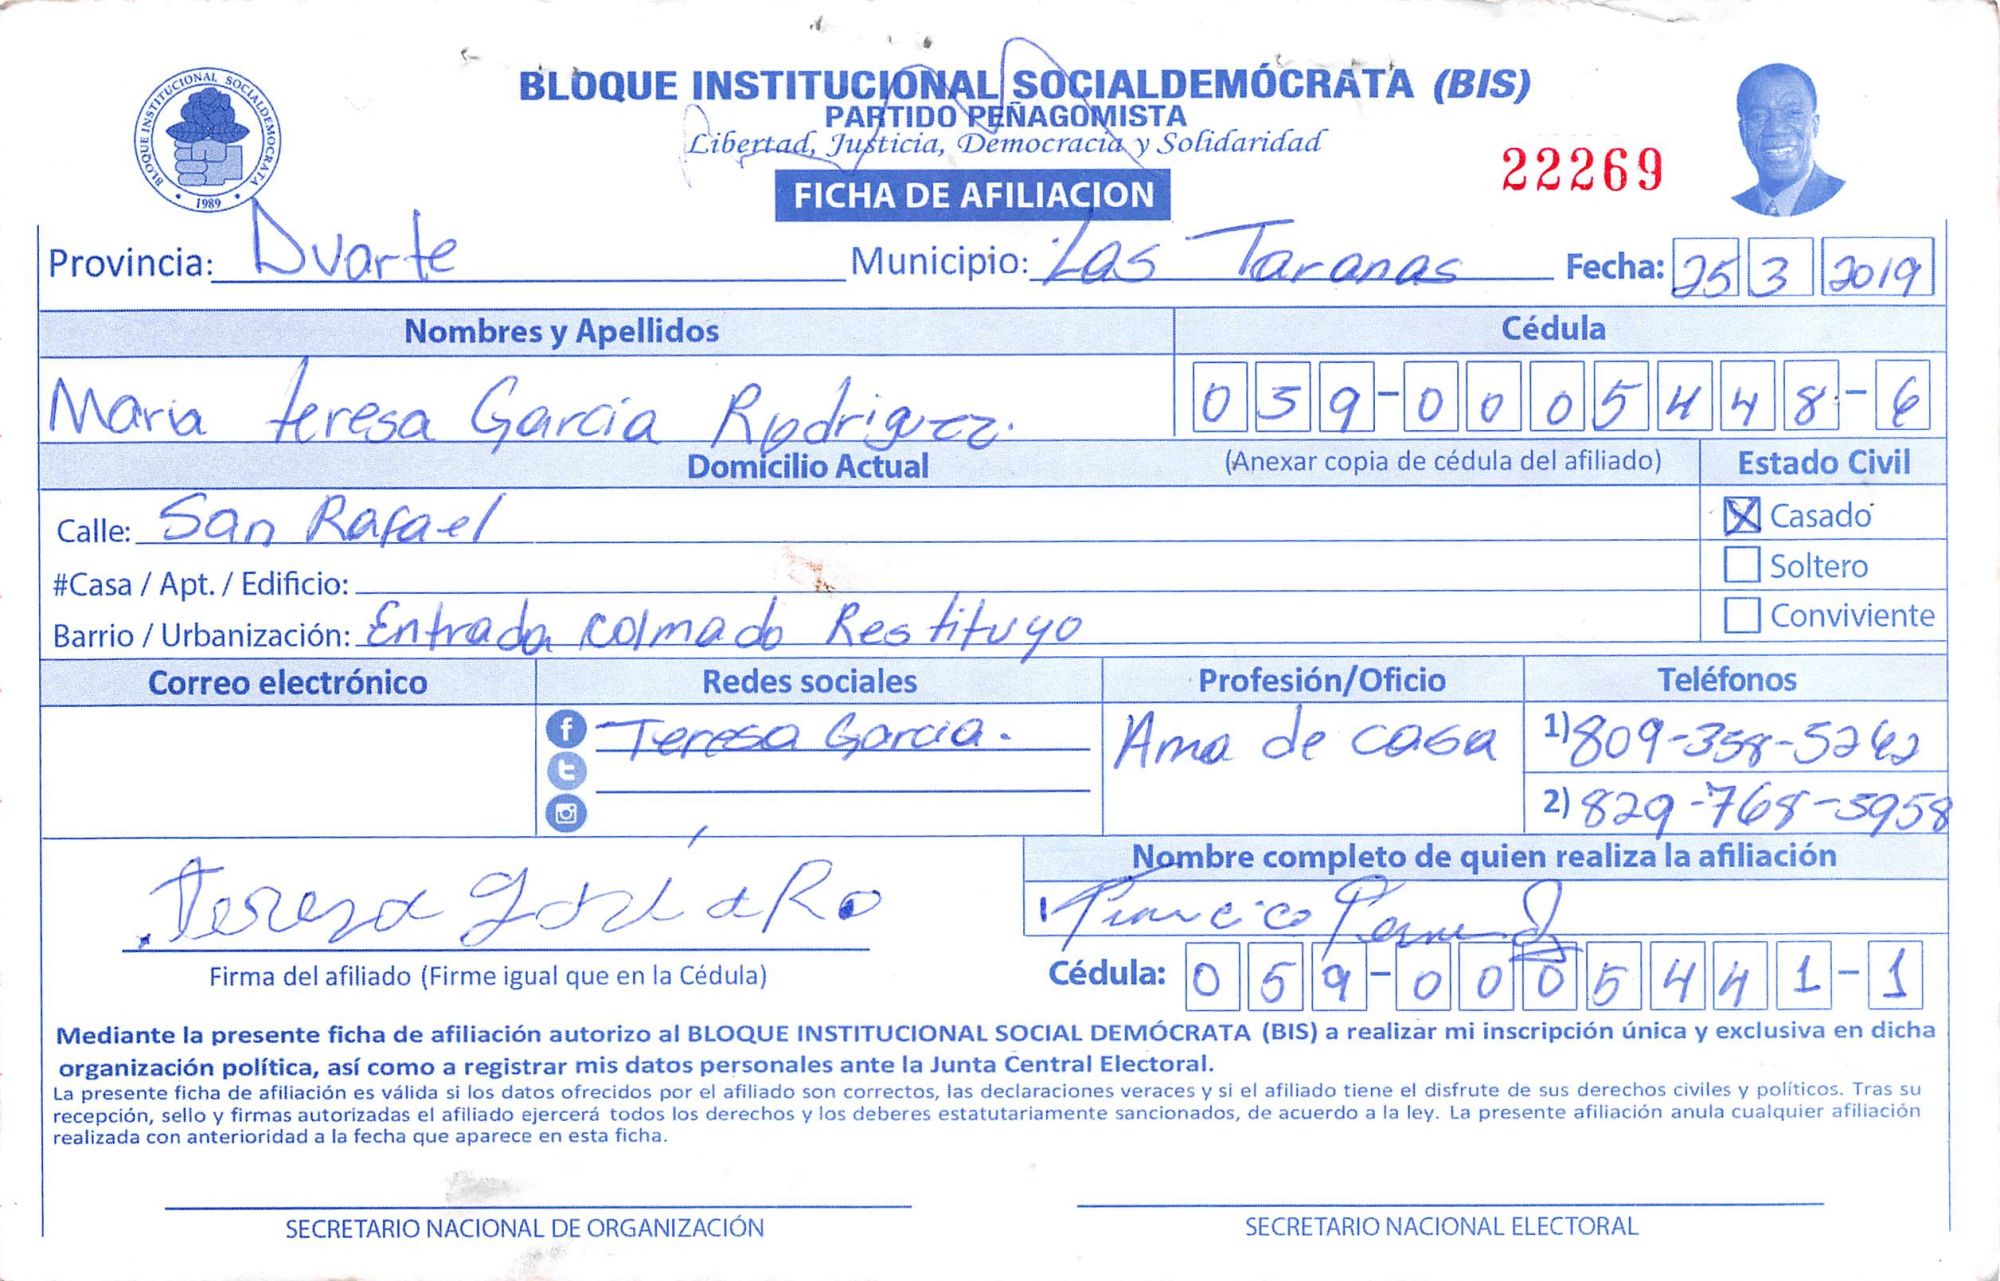 BLOQUE INSTITUCIONAL SOCIALDEMOCRATA
1989
BLOQUE INSTITUCIONAL SOCIALDEMÓCRATA (BIS)
PARTIDO PEÑAGOMISTA
Libertad, Justicia, Democracia y Solidaridad
FICHA DE AFILIACION
22269
Provincia: Duarte Municipio: Las Taranas Fecha: 25 3 2019
Nombres y Apellidos Cédula
Maria teresa Garcia Rodriguez. 059-0005448-6
Domicilio Actual (Anexar copia de cédula del afiliado) Estado Civil
Calle: San Rafael X Casado
#Casa / Apt. / Edificio: Soltero
Barrio / Urbanización: Entrada colmado Restituyo Conviviente
Correo electrónico Redes sociales Profesión/Oficio Teléfonos
Teresa Garcia. Ama de casa 1) 809-358-5262
2) 829-768-5958
Nombre completo de quien realiza la afiliación
Teresa Garcia Ro
Firma del afiliado (Firme igual que en la Cédula) Cédula: 059-0005441-1
Mediante la presente ficha de afiliación autorizo al BLOQUE INSTITUCIONAL SOCIAL DEMÓCRATA (BIS) a realizar mi inscripción única y exclusiva en dicha
organización política, así como a registrar mis datos personales ante la Junta Central Electoral.
La presente ficha de afiliación es válida si los datos ofrecidos por el afiliado son correctos, las declaraciones veraces y si el afiliado tiene el disfrute de sus derechos civiles y políticos. Tras su
recepción, sello y firmas autorizadas el afiliado ejercerá todos los derechos y los deberes estatutariamente sancionados, de acuerdo a la ley. La presente afiliación anula cualquier afiliación
realizada con anterioridad a la fecha que aparece en esta ficha.
SECRETARIO NACIONAL DE ORGANIZACIÓN SECRETARIO NACIONAL ELECTORAL